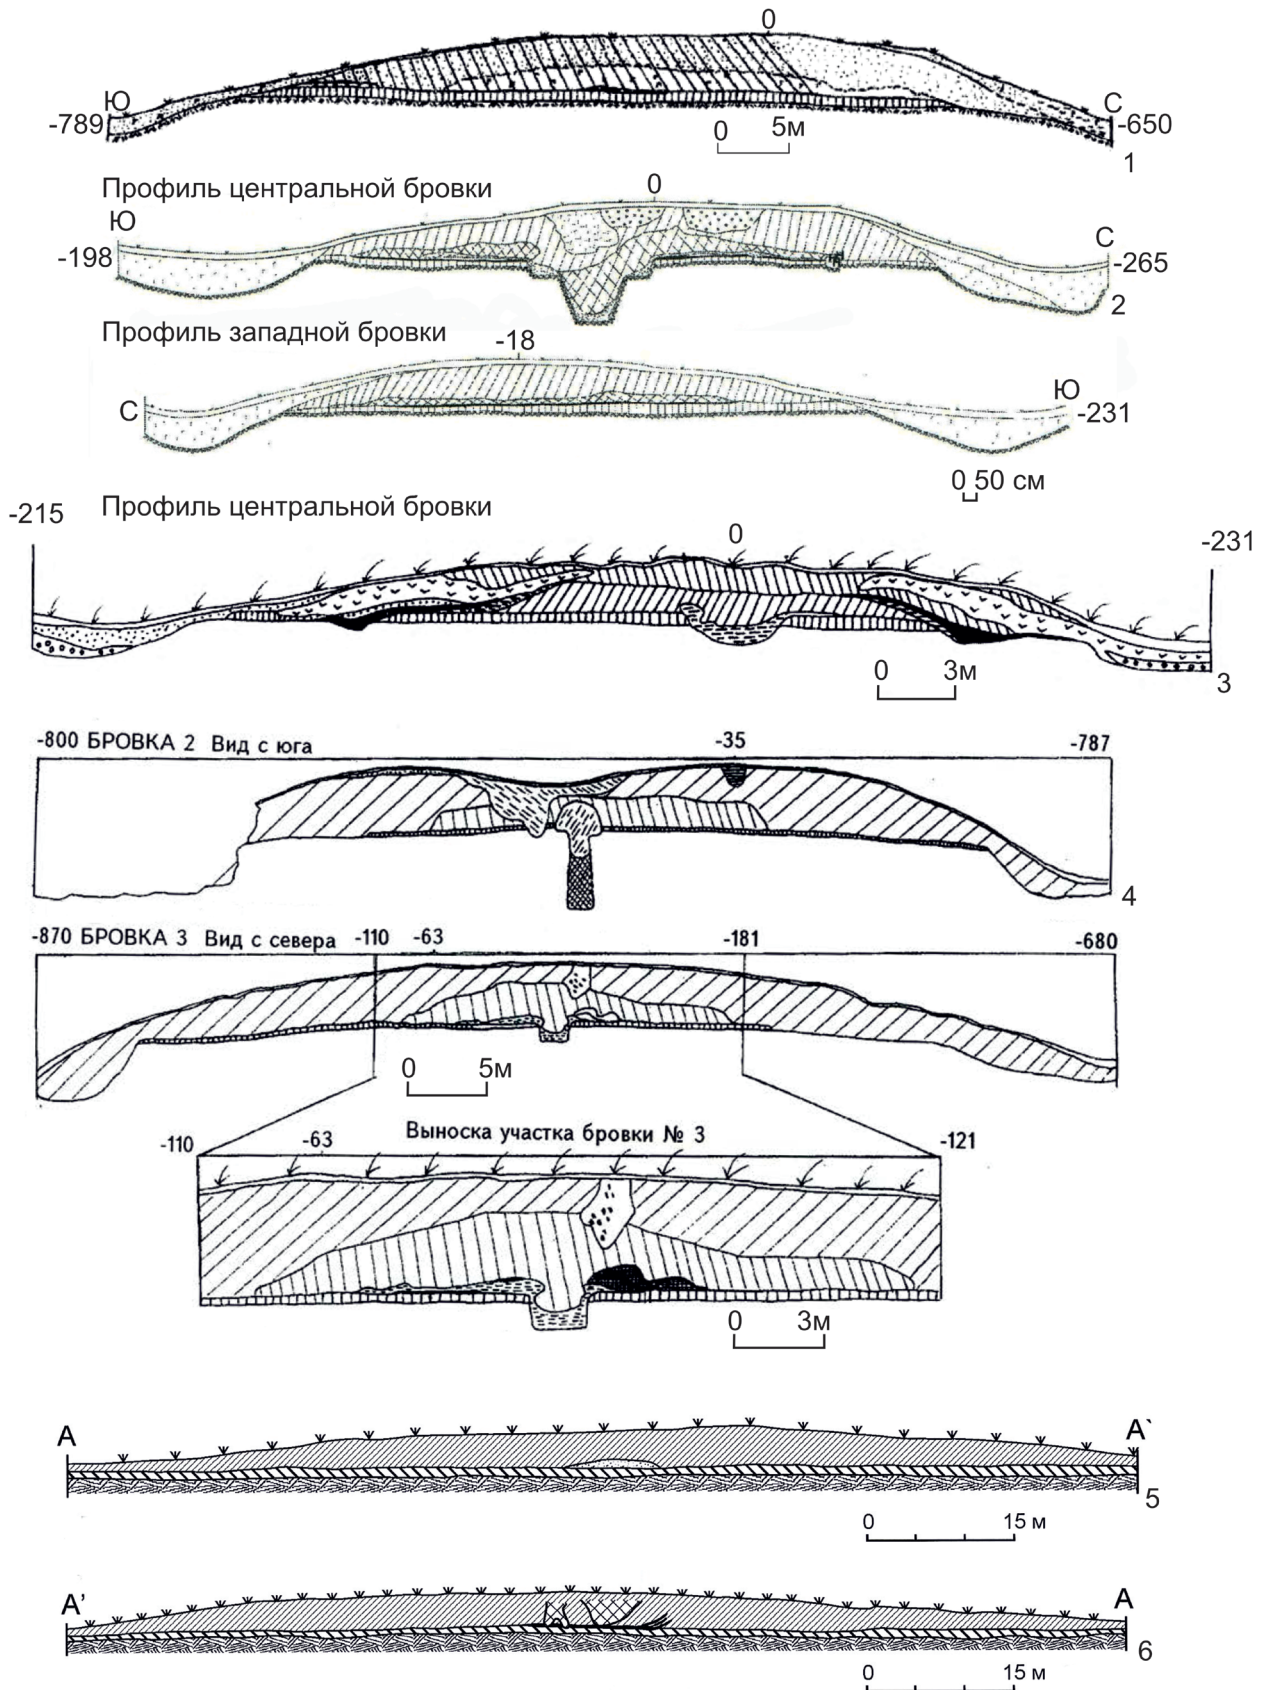 0
Ю
С
-789
-650
0 5м
1
Профиль центральной бровки
0
Ю
С
-198
-265
2
Профиль западной бровки
-18
С
Ю
-231
0 50 см
-215
Профиль центральной бровки
0
-231
0 3м
3
-800 БРОВКА 2 Вид с юга -35 -787
4
-870 БРОВКА 3 Вид с севера -110 -63 -181 -680
0 5м
Выноска участка бровки № 3
-110 -63 -121
0 3м
А А`
5
0 15 м
А’ А
6
0 15 м